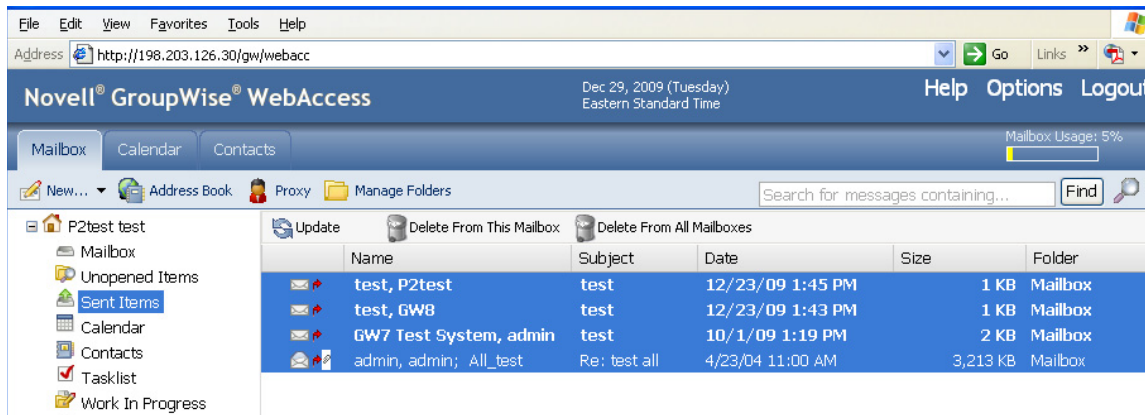 File Edit View Favorites Tools Help
Address http://198.203.126.30/gw/webacc Go Links »
Novell® GroupWise® WebAccess Dec 29, 2009 (Tuesday) Help Options Logout
Eastern Standard Time
Mailbox Calendar Contacts Mailbox Usage: 5%
New... Address Book Proxy Manage Folders Search for messages containing... Find
P2test test Update Delete From This Mailbox Delete From All Mailboxes
Mailbox Name Subject Date Size Folder
Unopened Items test, P2test test 12/23/09 1:45 PM 1 KB Mailbox
Sent Items test, GW8 test 12/23/09 1:43 PM 1 KB Mailbox
Calendar GW7 Test System, admin test 10/1/09 1:19 PM 2 KB Mailbox
Contacts admin, admin; All_test Re: test all 4/23/04 11:00 AM 3,213 KB Mailbox
Tasklist
Work In Progress